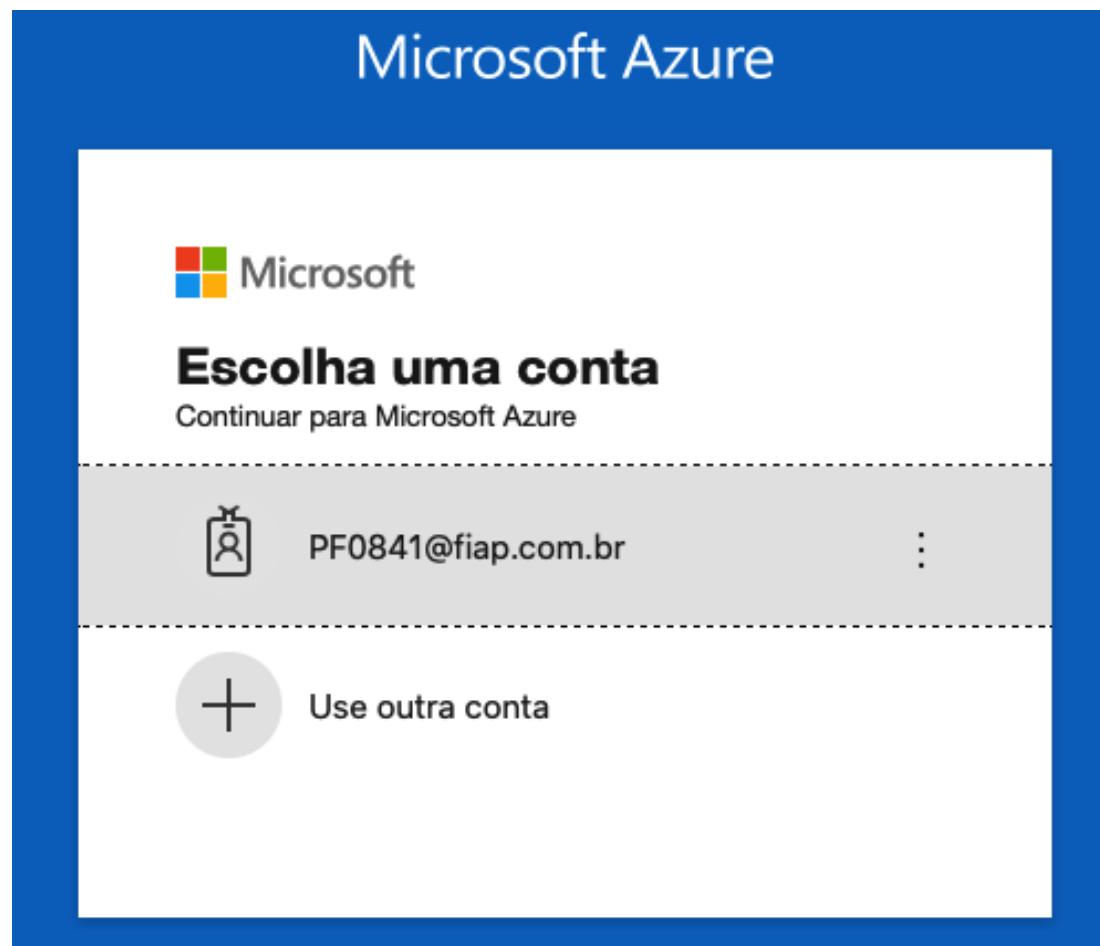 Microsoft Azure
Microsoft
Escolha uma conta
Continuar para Microsoft Azure
PF0841@fiap.com.br
Use outra conta